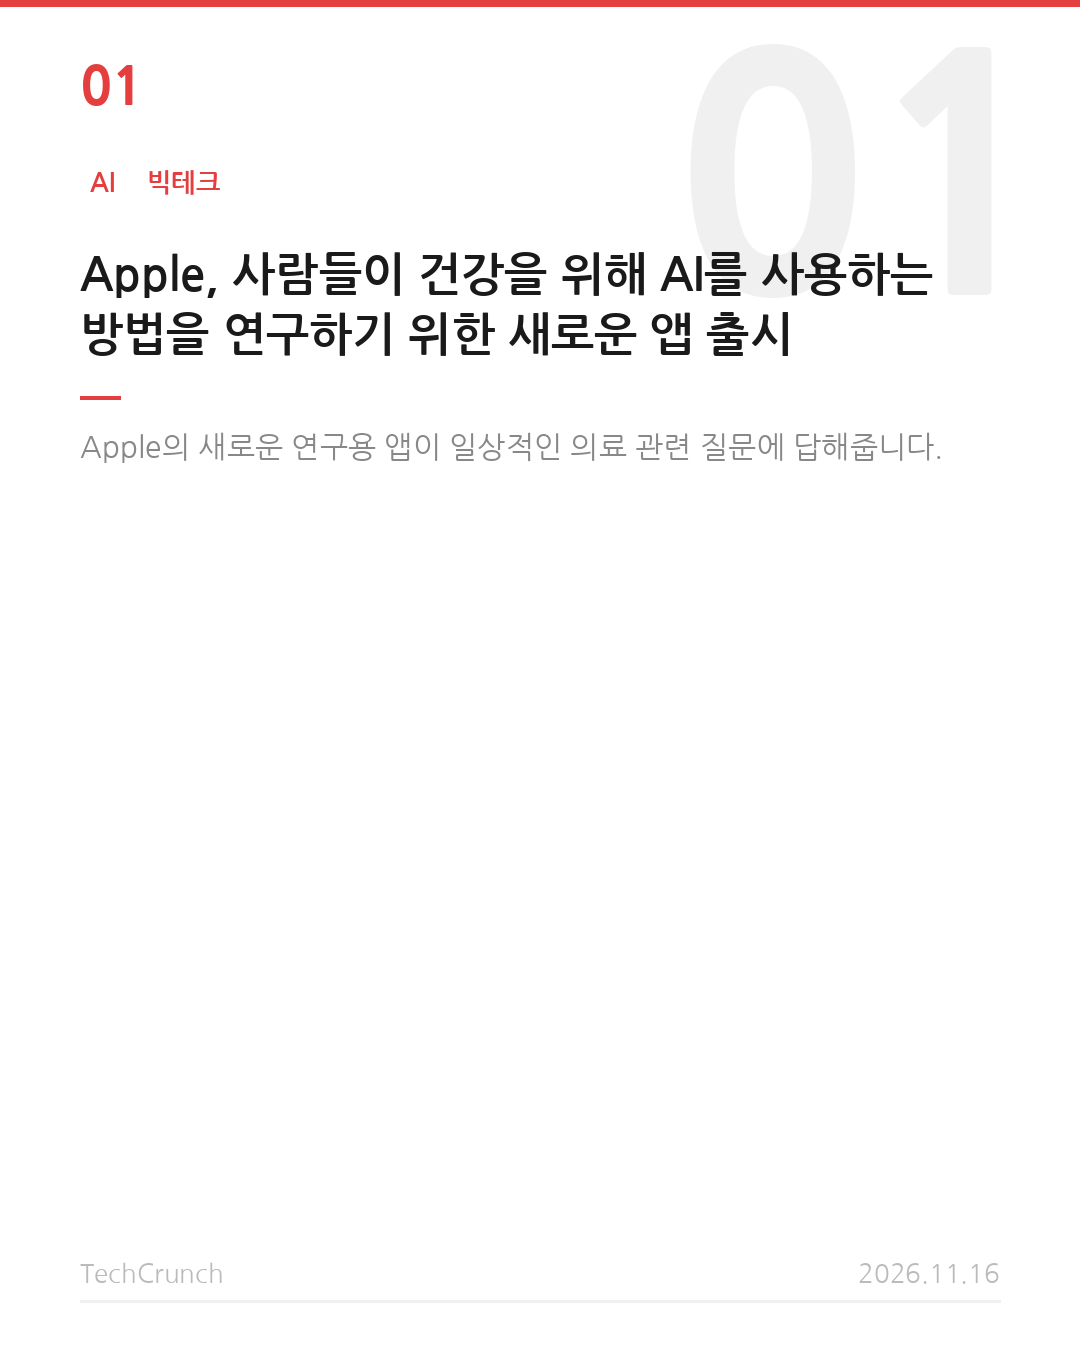 01
01
AI 빅테크
Apple, 사람들이 건강을 위해 AI를 사용하는
방법을 연구하기 위한 새로운 앱 출시
Apple의 새로운 연구용 앱이 일상적인 의료 관련 질문에 답해줍니다.
TechCrunch 2026.11.16